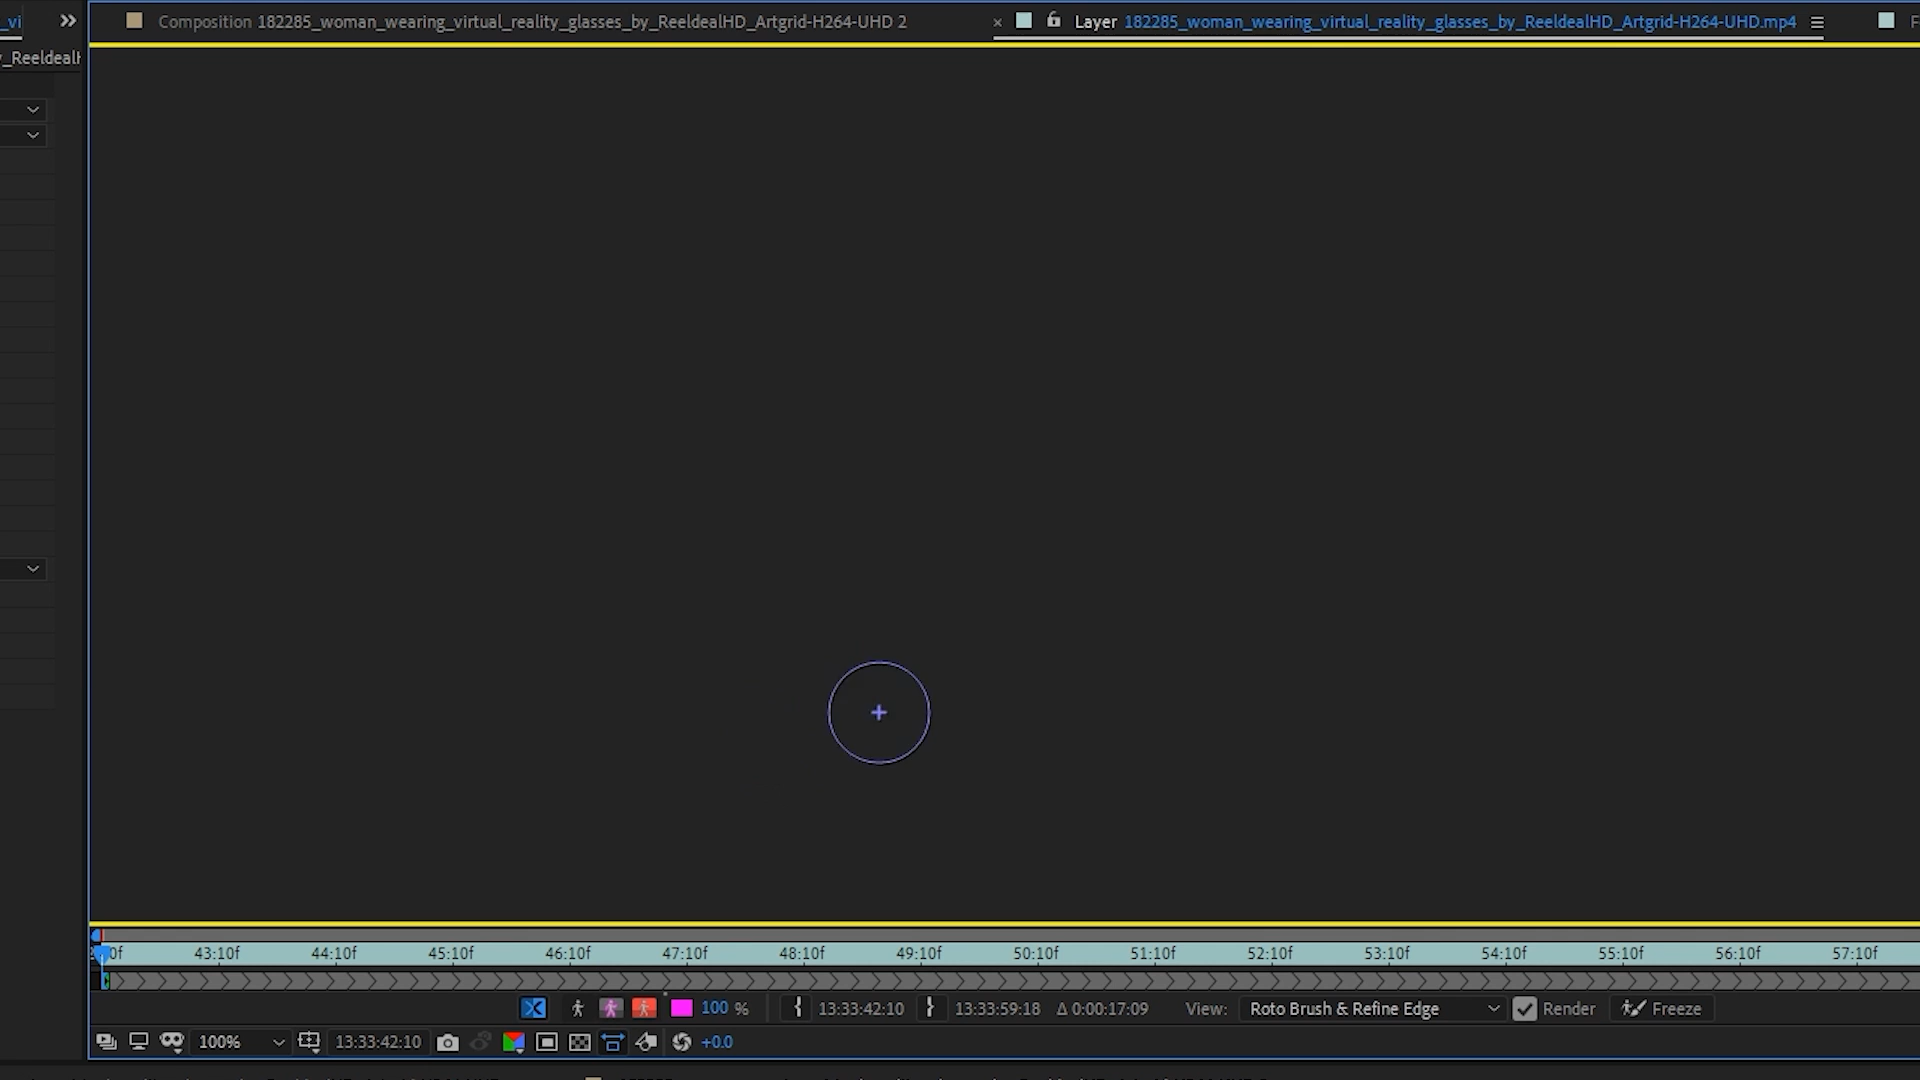 _vi
Composition 182285_woman_wearing_virtual_reality_glasses_by_ReeldealHD_Artgrid-H264-UHD 2
Layer 182285_woman_wearing_virtual_reality_glasses_by_ReeldealHD_Artgrid-H264-UHD.mp4
F
_Reeldeal
0f 43:10f 44:10f 45:10f 46:10f 47:10f 48:10f 49:10f 50:10f 51:10f 52:10f 53:10f 54:10f 55:10f 56:10f 57:10f
100 % 13:33:42:10 13:33:59:18 Δ 0:00:17:09 View: Roto Brush & Refine Edge Render Freeze
100% 13:33:42:10 +0.0